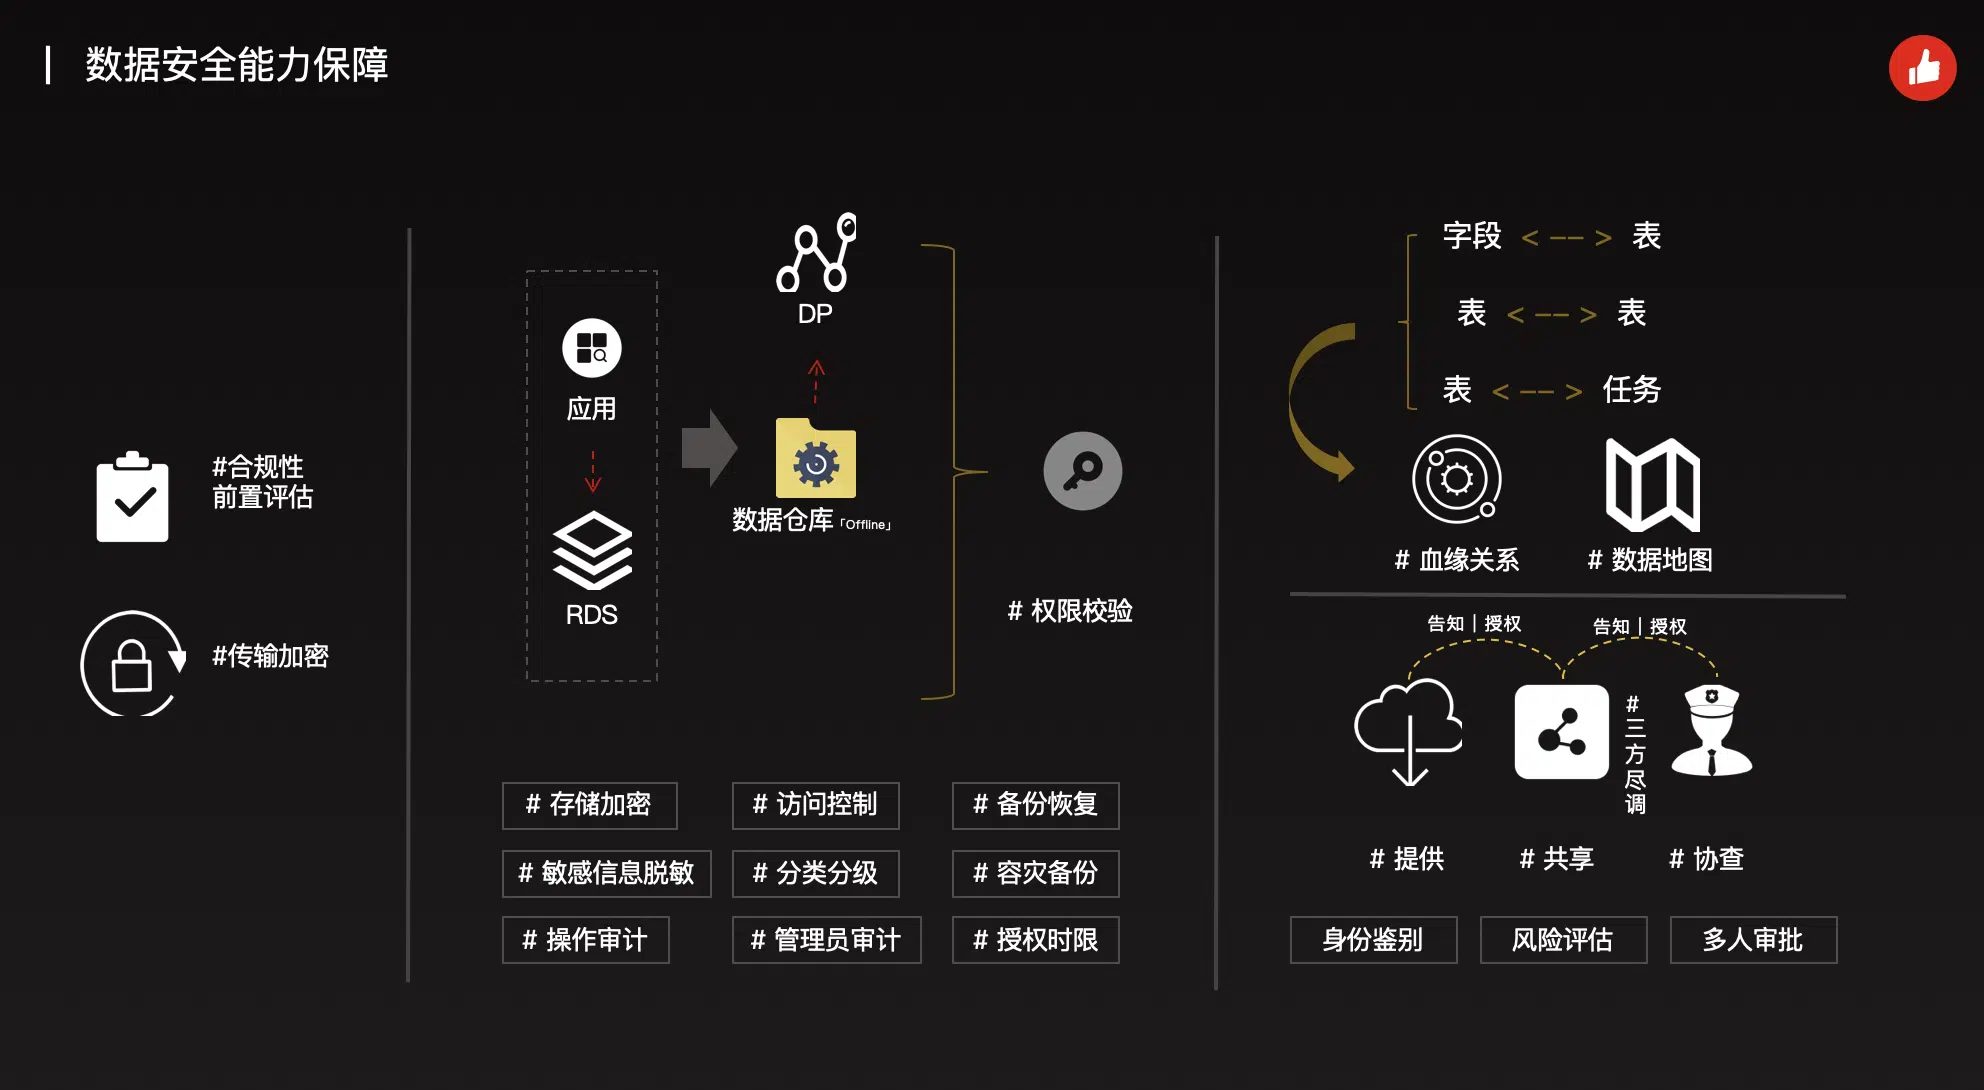 数据安全能力保障
#合规性
前置评估
#传输加密
应用
RDS
DP
数据仓库「Offline」
# 权限校验
# 存储加密
# 访问控制
# 备份恢复
# 敏感信息脱敏
# 分类分级
# 容灾备份
# 操作审计
# 管理员审计
# 授权时限
字段 < -- > 表
表 < -- > 表
表 < -- > 任务
# 血缘关系
# 数据地图
告知｜授权
告知｜授权
#三方尽调
# 提供
# 共享
# 协查
身份鉴别
风险评估
多人审批